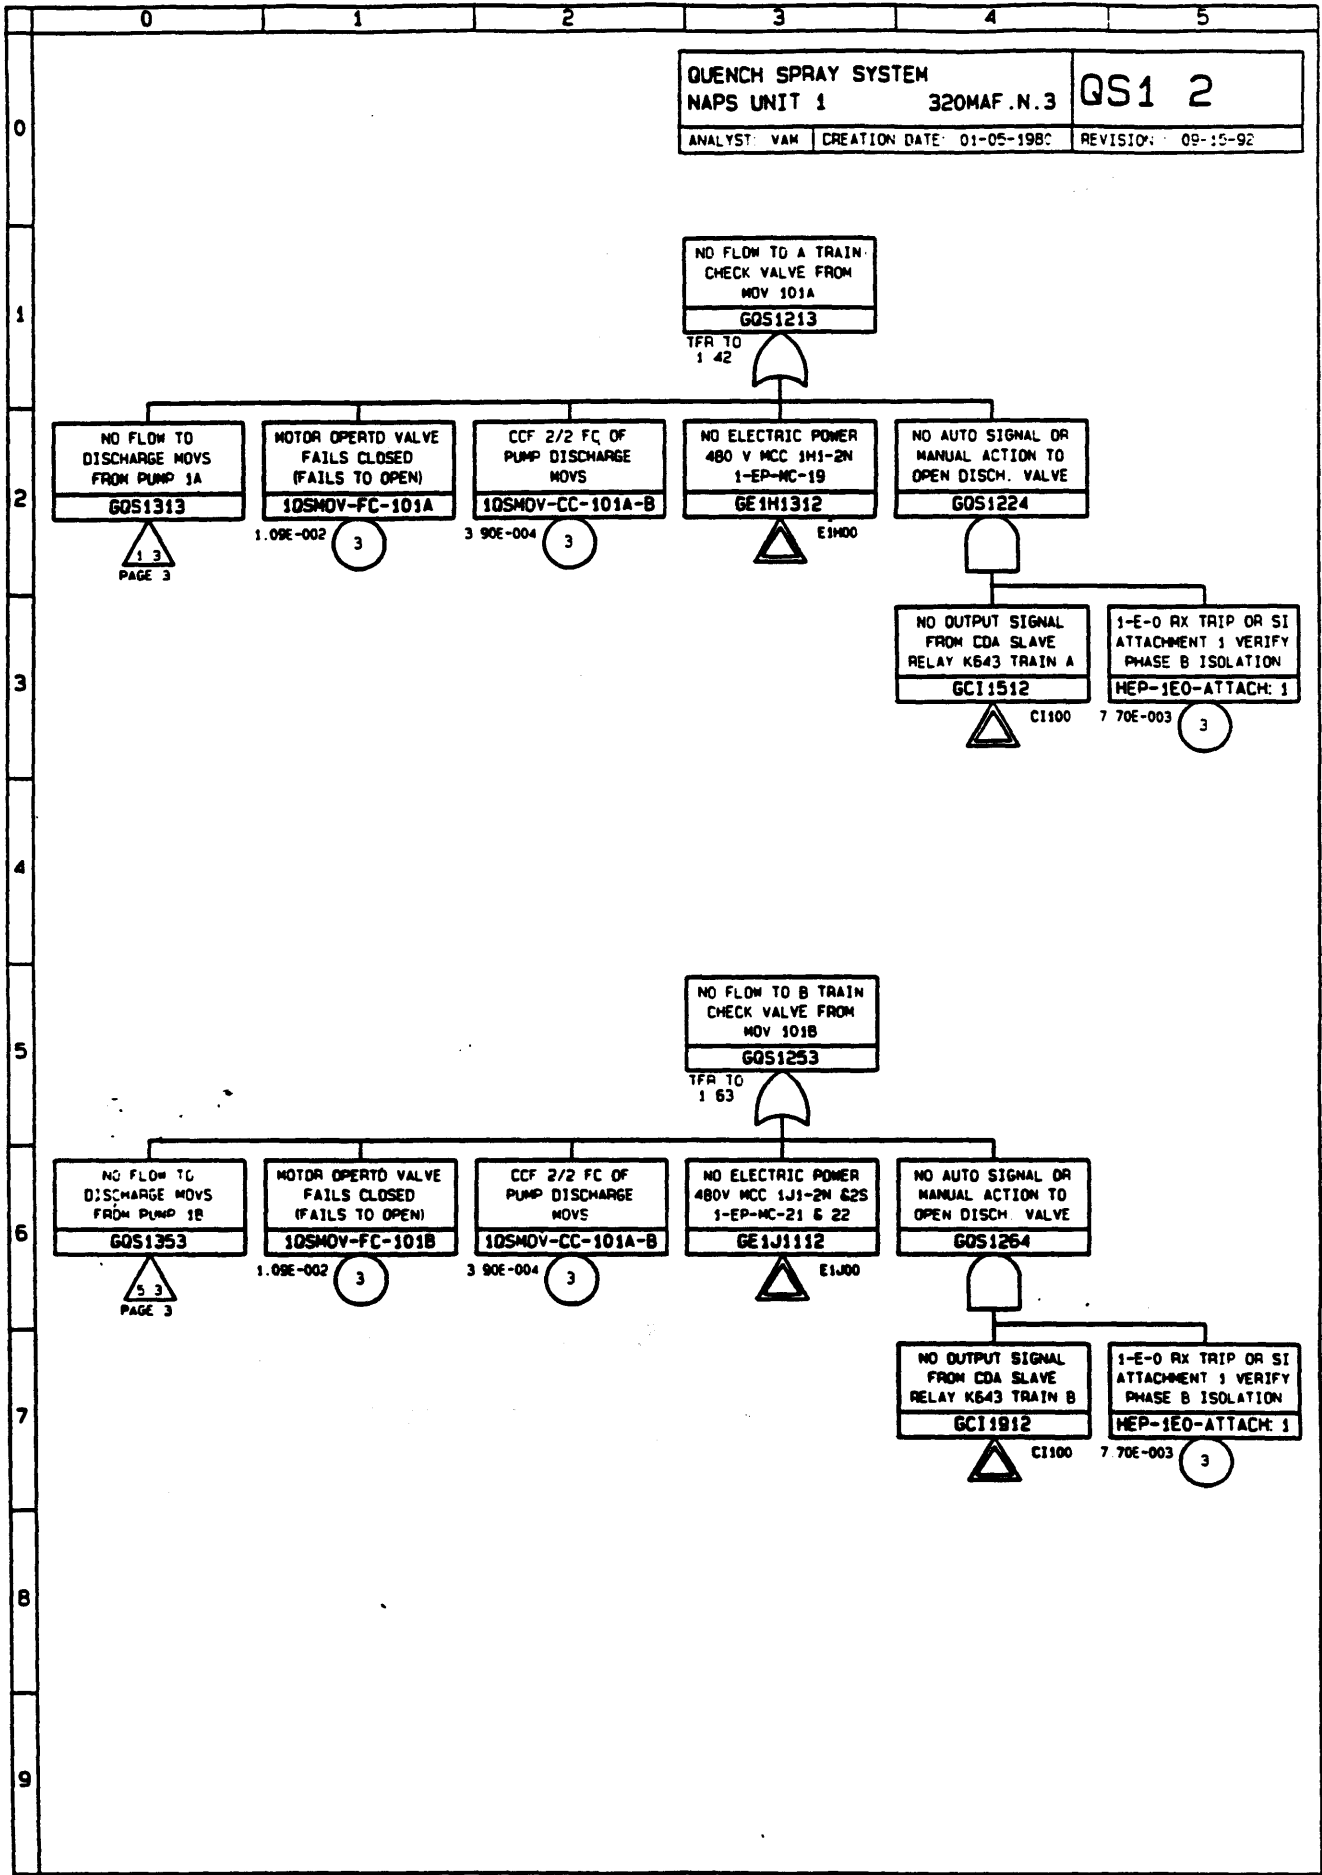 0 1 2 3 4 5
QUENCH SPRAY SYSTEM
NAPS UNIT 1 320MAF.N.3
QS1 2
ANALYST: VAM CREATION DATE: REVISION: 09-15-92
0
NO FLOW TO A TRAIN
CHECK VALVE FROM
MOV 101A
GQS1213
TFR TO
1 42
1
NO FLOW TO
DISCHARGE MOVS
FROM PUMP 1A
GQS1313
1 3
PAGE 3
MOTOR OPERTD VALVE
FAILS CLOSED
(FAILS TO OPEN)
1QSMOV-FC-101A
1.09E-002
3
CCF 2/2 FC OF
PUMP DISCHARGE
MOVS
1QSMOV-CC-101A-B
3 90E-004
3
NO ELECTRIC POWER
480 V MCC 1H1-2N
1-EP-MC-19
GE1H1312
E1H00
NO AUTO SIGNAL OR
MANUAL ACTION TO
OPEN DISCH. VALVE
GQS1224
2
NO OUTPUT SIGNAL
FROM CDA SLAVE
RELAY K643 TRAIN A
GCI1512
CI100
1-E-0 RX TRIP OR SI
ATTACHMENT 1 VERIFY
PHASE B ISOLATION
HEP-1E0-ATTACH: 1
7 70E-003
3
3
4
NO FLOW TO B TRAIN
CHECK VALVE FROM
MOV 101B
GQS1253
TFR TO
1 63
5
NO FLOW TO
DISCHARGE MOVS
FROM PUMP 1B
GQS1353
5 3
PAGE 3
MOTOR OPERTD VALVE
FAILS CLOSED
(FAILS TO OPEN)
1QSMOV-FC-101B
1.09E-002
3
CCF 2/2 FC OF
PUMP DISCHARGE
MOVS
1QSMOV-CC-101A-B
3 90E-004
3
NO ELECTRIC POWER
480V MCC 1J1-2N &2S
1-EP-MC-21 & 22
GE1J1112
E1J00
NO AUTO SIGNAL OR
MANUAL ACTION TO
OPEN DISCH. VALVE
GQS1264
6
NO OUTPUT SIGNAL
FROM CDA SLAVE
RELAY K643 TRAIN B
GCI1912
CI100
1-E-0 RX TRIP OR SI
ATTACHMENT 1 VERIFY
PHASE B ISOLATION
HEP-1E0-ATTACH: 1
7 70E-003
3
7
8
9